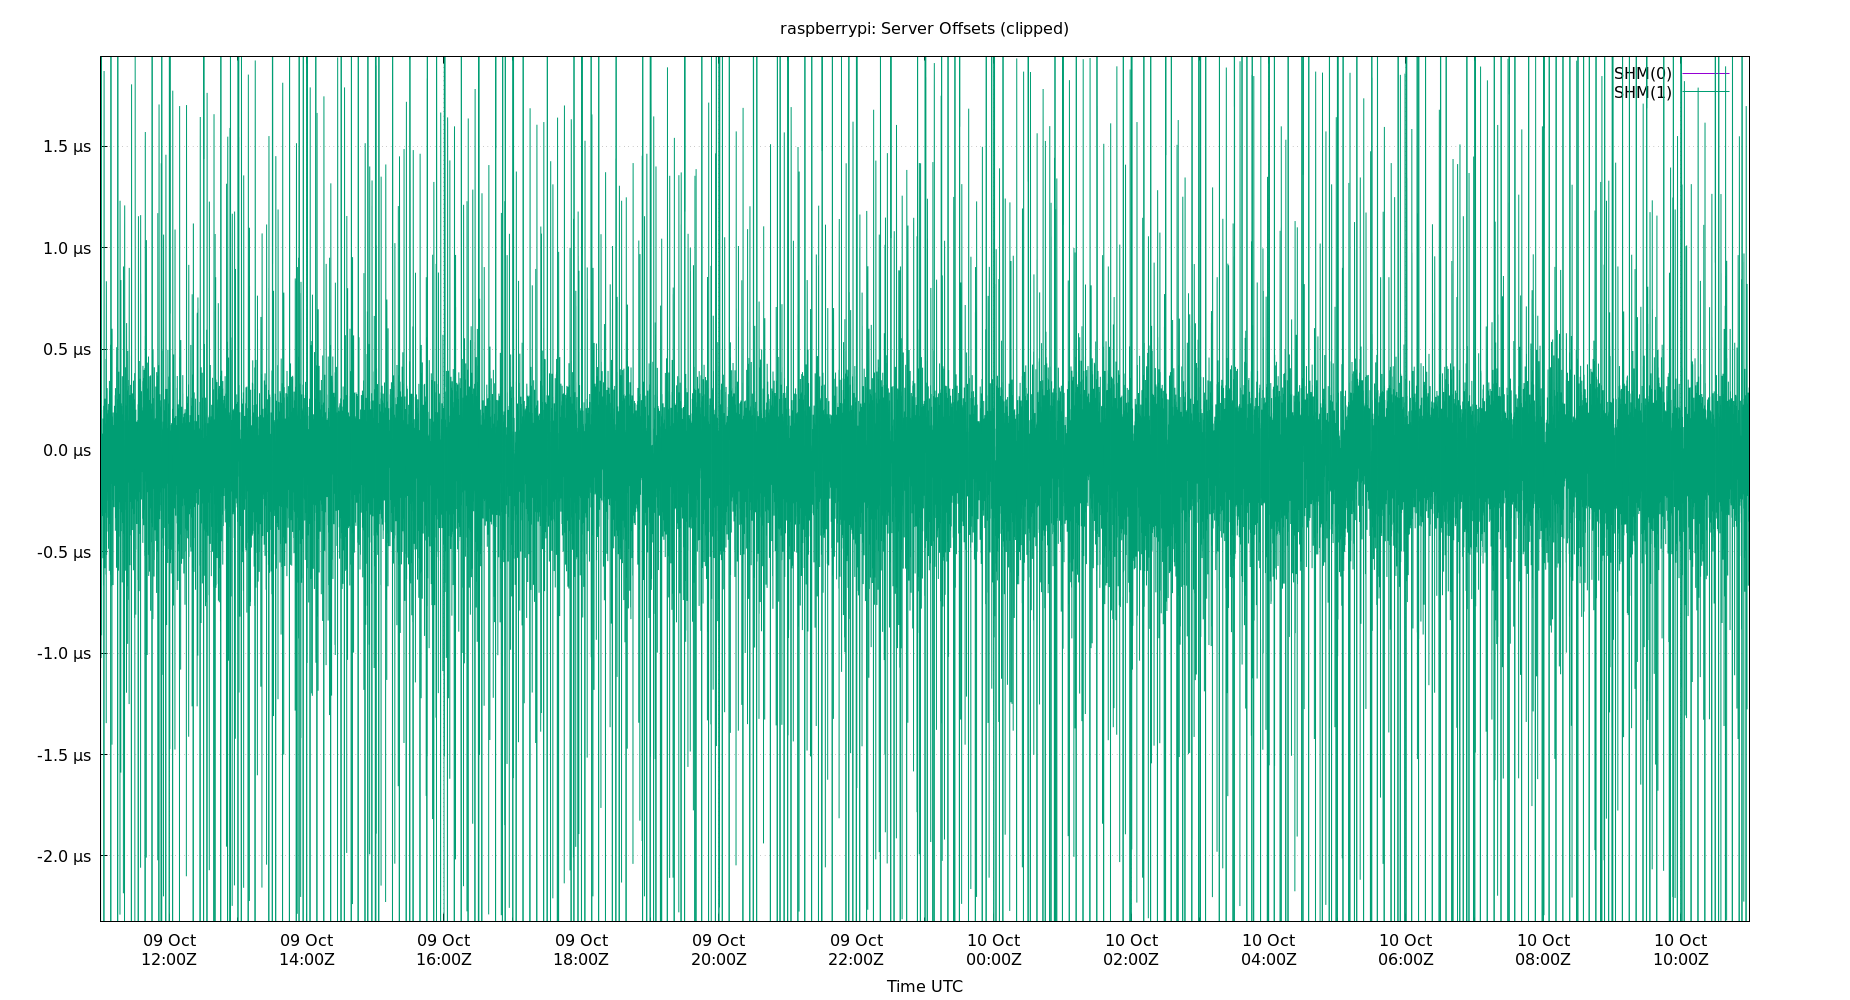 raspberrypi: Server Offsets (clipped)
SHM(0)
SHM(1)
1.5 µs
1.0 µs
0.5 µs
0.0 µs
-0.5 µs
-1.0 µs
-1.5 µs
-2.0 µs
09 Oct 09 Oct 09 Oct 09 Oct 09 Oct 09 Oct 10 Oct 10 Oct 10 Oct 10 Oct 10 Oct 10 Oct
12:00Z 14:00Z 16:00Z 18:00Z 20:00Z 22:00Z 00:00Z 02:00Z 04:00Z 06:00Z 08:00Z 10:00Z
Time UTC